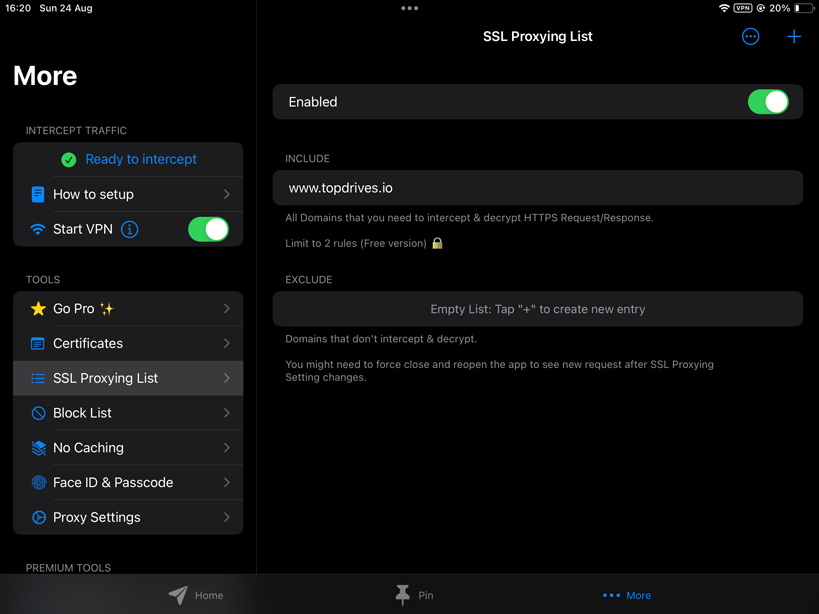 16:20 Sun 24 Aug
VPN 20%
More
INTERCEPT TRAFFIC
Ready to intercept
How to setup
Start VPN
TOOLS
Go Pro ✨
Certificates
SSL Proxying List
Block List
No Caching
Face ID & Passcode
Proxy Settings
PREMIUM TOOLS
SSL Proxying List
Enabled
INCLUDE
www.topdrives.io
All Domains that you need to intercept & decrypt HTTPS Request/Response.
Limit to 2 rules (Free version) 🔒
EXCLUDE
Empty List: Tap "+" to create new entry
Domains that don't intercept & decrypt.
You might need to force close and reopen the app to see new request after SSL Proxying
Setting changes.
Home
Pin
More